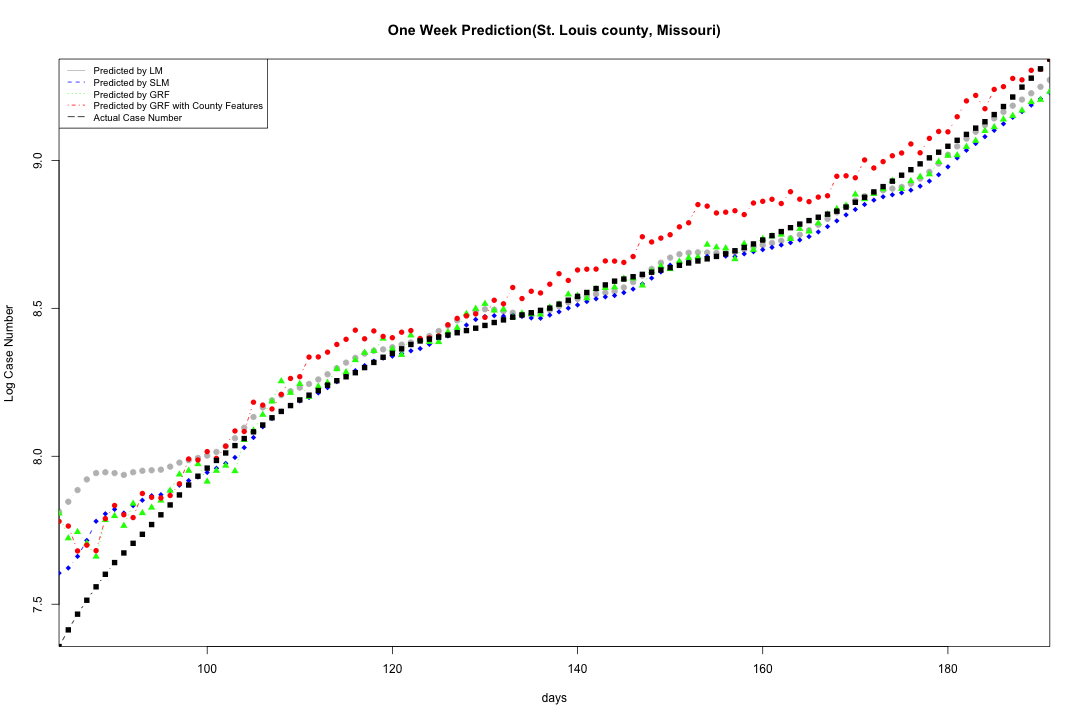 One Week Prediction(St. Louis county, Missouri)
Predicted by LM
Predicted by SLM
Predicted by GRF
Predicted by GRF with County Features
Actual Case Number
9.0
8.5
8.0
7.5
Log Case Number
100 120 140 160 180
days